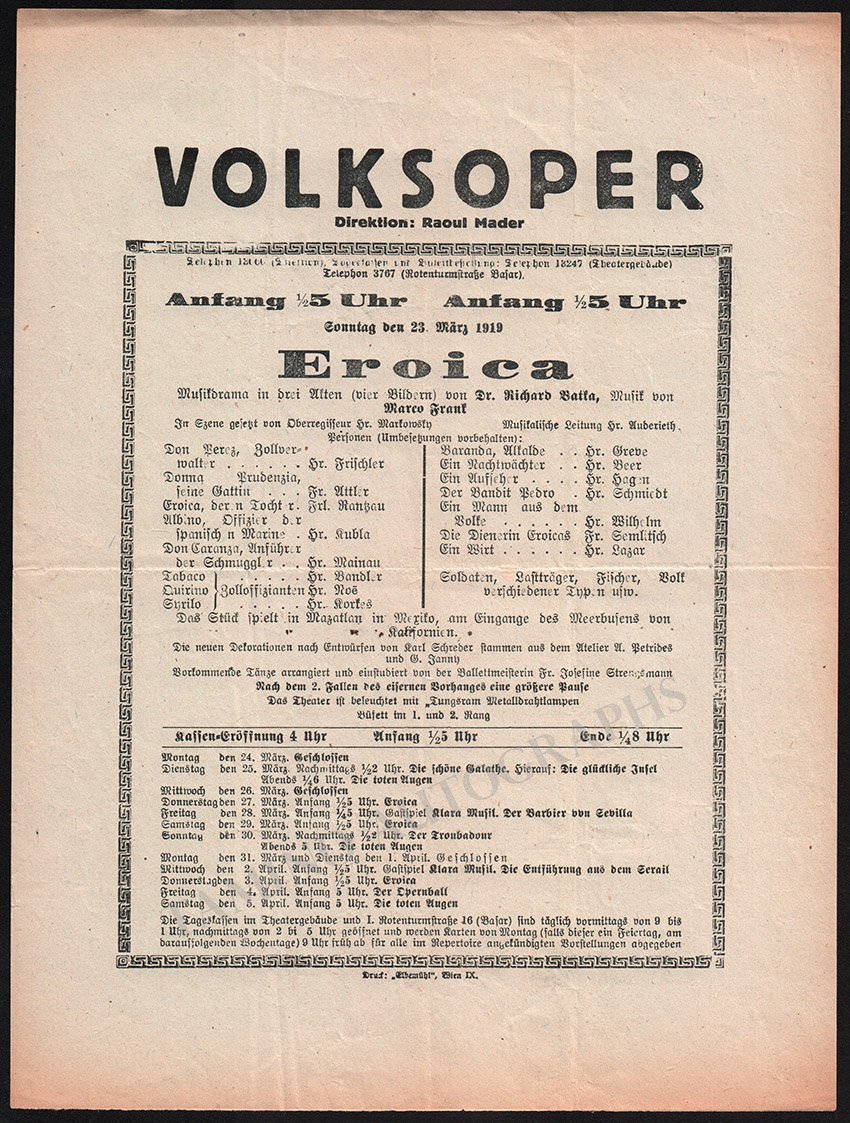 VOLKSOPER
Direktion: Raoul Mader
Telephon 13247 (Theatergebäude)
Telephon 3767 (Rotenturmstraße Basar).
Anfang ½5 Uhr Anfang ½5 Uhr
Sonntag den 23. März 1919
Eroica
Musikdrama in drei Akten (vier Bildern) von Dr. Richard Batka, Musik von
Marco Frank
In Szene gesetzt von Oberregisseur Hr. Markowsky Musikalische Leitung Hr. Auderieth.
Personen (Umbesetzungen vorbehalten):
Don Perez, Zollver-
walter . . . . . . Hr. Frischler
Donna Prudenzia,
seine Gattin . . . Fr. Attler
Eroica, der n Tocht r. Frl. Rantzau
Albino, Offizier d r
spanisch n Marine . Hr. Kubla
Don Caranza, Anführ r
der Schmuggl r . . Hr. Mainau
Tabaco . . . . . Hr. Bandler
Quirino Zolloffizianten Hr. Noë
Syrilo . . . . . Hr. Korkes
Baranda, Alkalde . . Hr. Greve
Ein Nachtwächter . . Hr. Beer
Ein Aufseher . . . . Hr. Hagen
Der Bandit Pedro . . Hr. Schmiedt
Ein Mann aus dem
Volke . . . . . . Hr. Wilhelm
Die Dienerin Eroicas Fr. Semlitsch
Ein Wirt . . . . . Hr. Lazar
Soldaten, Lastträger, Fischer, Volk
verschiedener Typ n usw.
Das Stück spielt in Mazatlan in Mexiko, am Eingange des Meerbusens von
Kalifornien.
Die neuen Dekorationen nach Entwürfen von Karl Schreder stammen aus dem Atelier A. Petrides
und G. Janny
Vorkommende Tänze arrangiert und einstudiert von der Ballettmeisterin Fr. Josefine Strengsmann
Nach dem 2. Fallen des eisernen Vorhanges eine größere Pause
Das Theater ist beleuchtet mit „Tungsram Metalldrahtlampen
Büfett im 1. und 2. Rang
Kassen-Eröffnung 4 Uhr Anfang ½5 Uhr Ende ¼8 Uhr
Montag den 24. März. Geschlossen
Dienstag den 25. März. Nachmittags ½2 Uhr. Die schöne Galathe. Hierauf: Die glückliche Insel
Abends ¼6 Uhr. Die toten Augen
Mittwoch den 26. März. Geschlossen
Donnerstag den 27. März. Anfang ½5 Uhr. Eroica
Freitag den 28. März. Anfang ¼5 Uhr. Gastspiel Klara Musil. Der Barbier von Sevilla
Samstag den 29. März. Anfang ½5 Uhr. Eroica
Sonntag den 30. März. Nachmittags ½2 Uhr. Der Troubadour
Abends 5 Uhr. Die toten Augen
Montag den 31. März und Dienstag den 1. April. Geschlossen
Mittwoch den 2. April. Anfang ½5 Uhr. Gastspiel Klara Musil. Die Entführung aus dem Serail
Donnerstag den 3. April. Anfang ½5 Uhr. Eroica
Freitag den 4. April. Anfang 5 Uhr. Der Opernball
Samstag den 5. April. Anfang 5 Uhr. Die toten Augen
Die Tageskassen im Theatergebäude und I. Rotenturmstraße 16 (Basar) sind täglich vormittags von 9 bis
1 Uhr, nachmittags von 2 bis 5 Uhr geöffnet und werden Karten von Montag (falls dieser ein Feiertag, am
darauffolgenden Wochentage) 9 Uhr früh ab für alle im Repertoire angekündigten Vorstellungen abgegeben
Druck: „Elbemühl", Wien IX.
AUTOGRAPHS